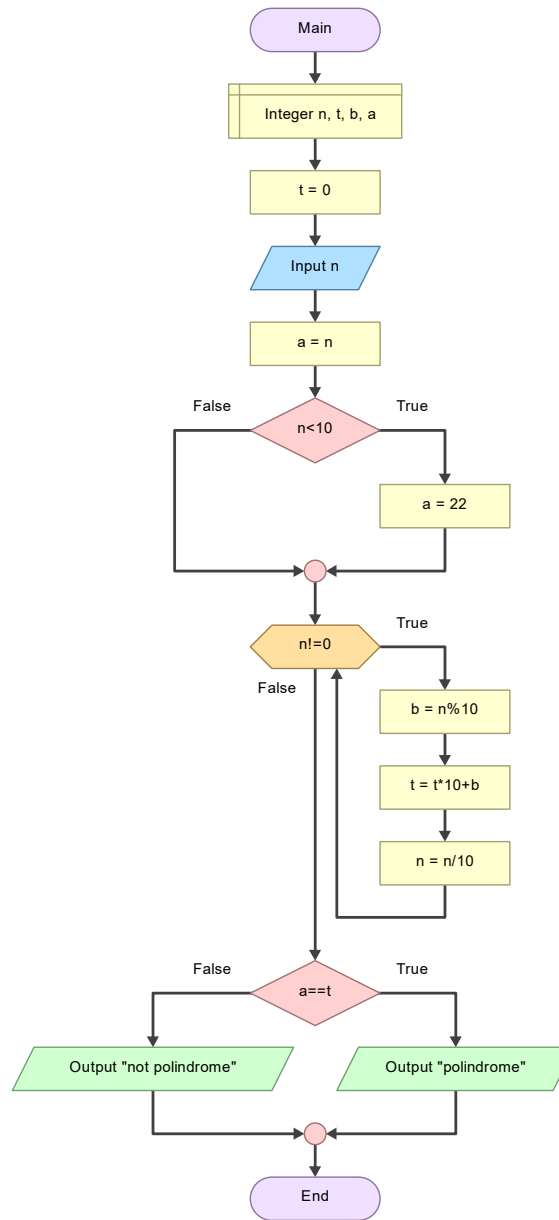 Main
Integer n, t, b, a
t = 0
Input n
a = n
False
True
n<10
a = 22
True
n!=0
False
b = n%10
t = t*10+b
n = n/10
False
True
a==t
Output "not polindrome"
Output "polindrome"
End